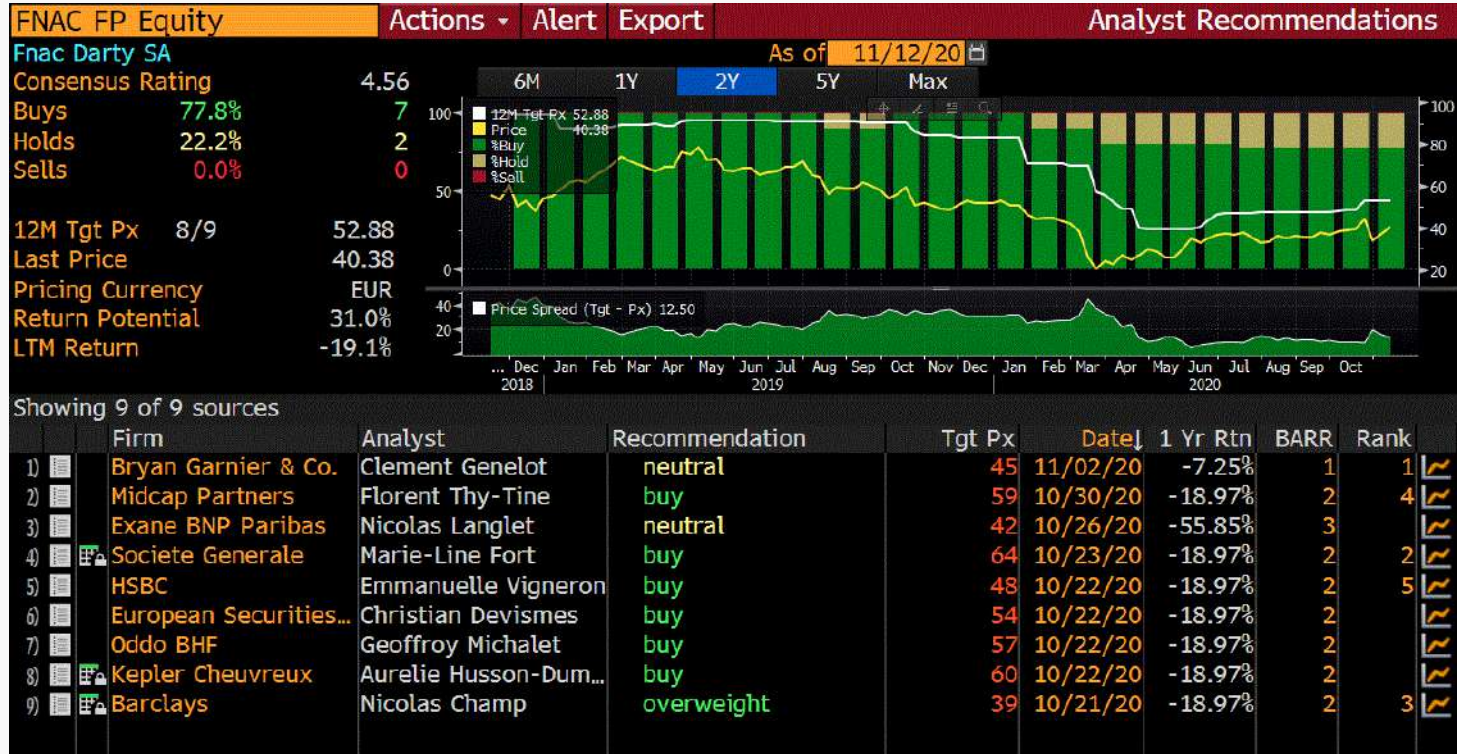 FNAC FP Equity Actions Alert Export Analyst Recommendations
Fnac Darty SA As of 11/12/20
Consensus Rating 4.56 6M 1Y 2Y 5Y Max
Buys 77.8% 7
Holds 22.2% 2
Sells 0.0% 0
12M Tgt Px 8/9 52.88
Last Price 40.38
Pricing Currency EUR
Return Potential 31.0%
LTM Return -19.1%
12M Tgt Px 52.88
Price 40.38
%Buy
%Hold
%Sell
100
50
0
100
80
60
40
20
Price Spread (Tgt - Px) 12.50
40
20
... Dec Jan Feb Mar Apr May Jun Jul Aug Sep Oct Nov Dec Jan Feb Mar Apr May Jun Jul Aug Sep Oct
2018 2019 2020
Showing 9 of 9 sources
Firm Analyst Recommendation Tgt Px Date↓ 1 Yr Rtn BARR Rank
1) Bryan Garnier & Co. Clement Genelot neutral 45 11/02/20 -7.25% 1 1
2) Midcap Partners Florent Thy-Tine buy 59 10/30/20 -18.97% 2 4
3) Exane BNP Paribas Nicolas Langlet neutral 42 10/26/20 -55.85% 3
4) Societe Generale Marie-Line Fort buy 64 10/23/20 -18.97% 2 2
5) HSBC Emmanuelle Vigneron buy 48 10/22/20 -18.97% 2 5
6) European Securities... Christian Devismes buy 54 10/22/20 -18.97% 2
7) Oddo BHF Geoffroy Michalet buy 57 10/22/20 -18.97% 2
8) Kepler Cheuvreux Aurelie Husson-Dum... buy 60 10/22/20 -18.97% 2
9) Barclays Nicolas Champ overweight 39 10/21/20 -18.97% 2 3